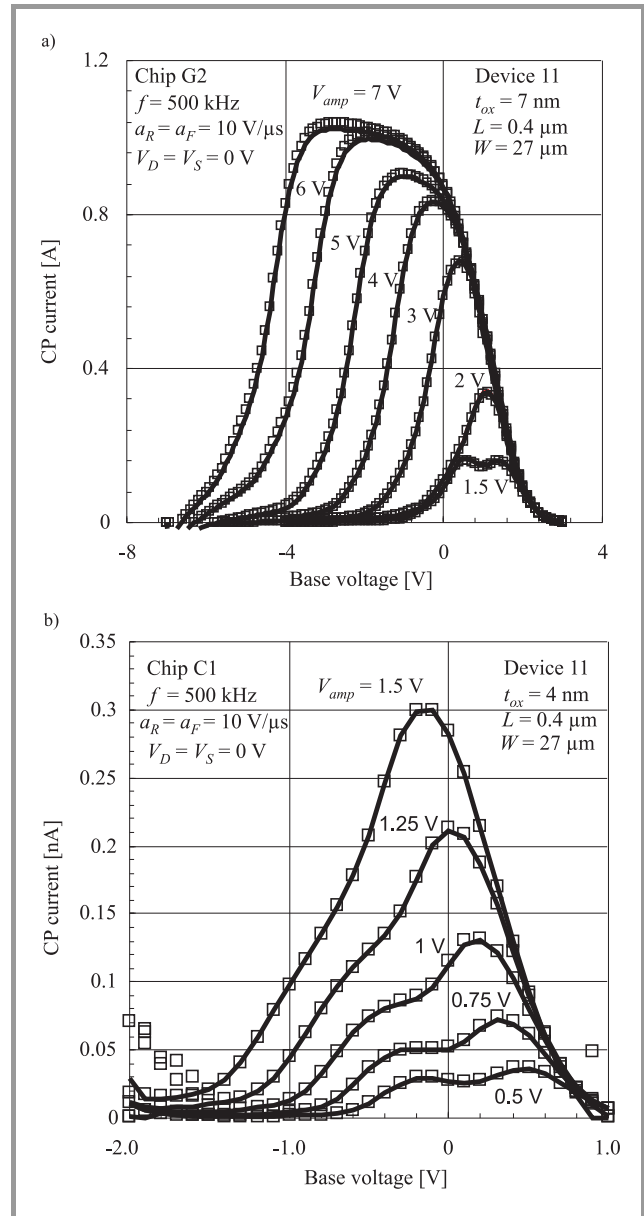 a)
Chip G2
f = 500 kHz
a_R = a_F = 10 V/µs
V_D = V_S = 0 V
V_amp = 7 V
Device 11
t_ox = 7 nm
L = 0.4 µm
W = 27 µm
6 V
5 V
4 V
3 V
2 V
1.5 V
CP current [A]
1.2
0.8
0.4
0
-8
-4
0
4
Base voltage [V]
b)
Chip C1
f = 500 kHz
a_R = a_F = 10 V/µs
V_D = V_S = 0 V
V_amp = 1.5 V
Device 11
t_ox = 4 nm
L = 0.4 µm
W = 27 µm
1.25 V
1 V
0.75 V
0.5 V
CP current [nA]
0.35
0.3
0.25
0.2
0.15
0.1
0.05
0
-2.0
-1.0
0
1.0
Base voltage [V]